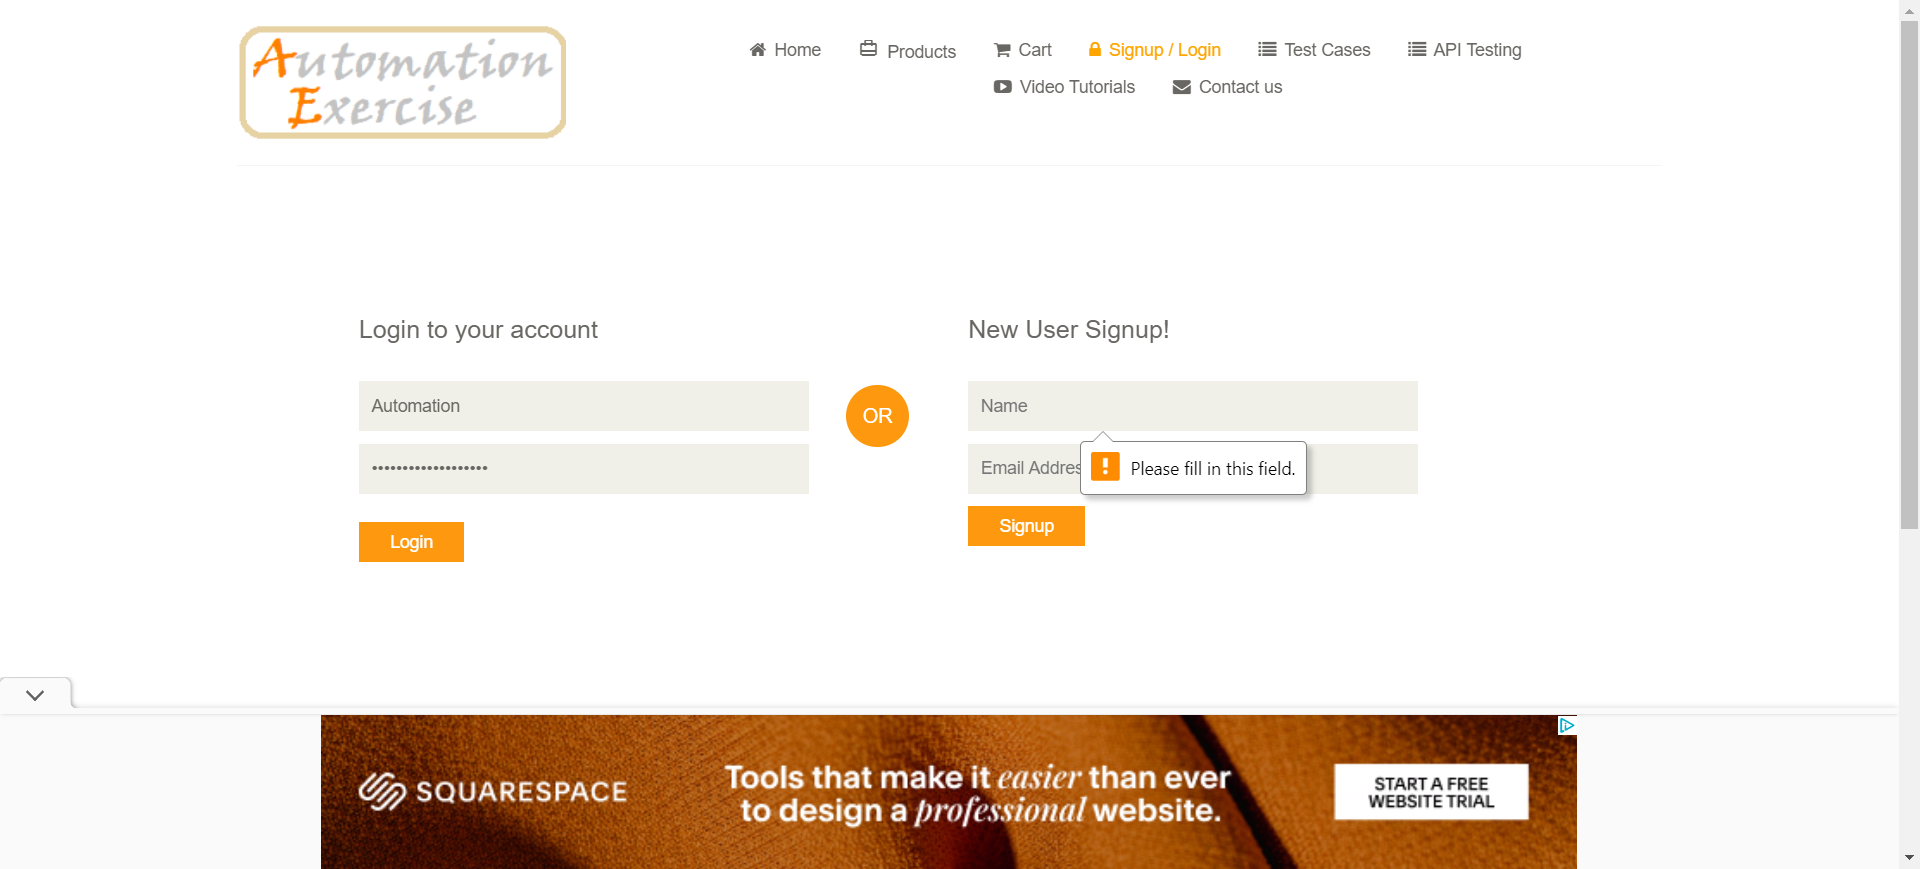 Automation
Exercise
Home
Products
Cart
Signup / Login
Test Cases
API Testing
Video Tutorials
Contact us
Login to your account
New User Signup!
Automation
•••••••••••••••••••
Login
OR
Name
Email Addres
Please fill in this field.
Signup
SQUARESPACE
Tools that make it easier than ever
to design a professional website.
START A FREE
WEBSITE TRIAL